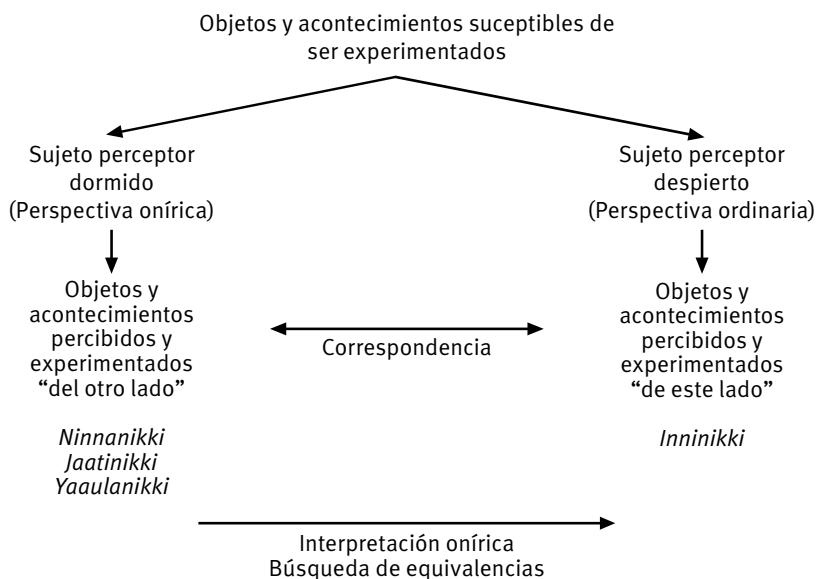 Objetos y acontecimientos suceptibles de
ser experimentados
Sujeto perceptor
dormido
(Perspectiva onírica)
Sujeto perceptor
despierto
(Perspectiva ordinaria)
Objetos y
acontecimientos
percibidos y
experimentados
“del otro lado”
Correspondencia
Objetos y
acontecimientos
percibidos y
experimentados
“de este lado”
Ninnanikki
Jaatinikki
Yaaulanikki
Inninikki
Interpretación onírica
Búsqueda de equivalencias